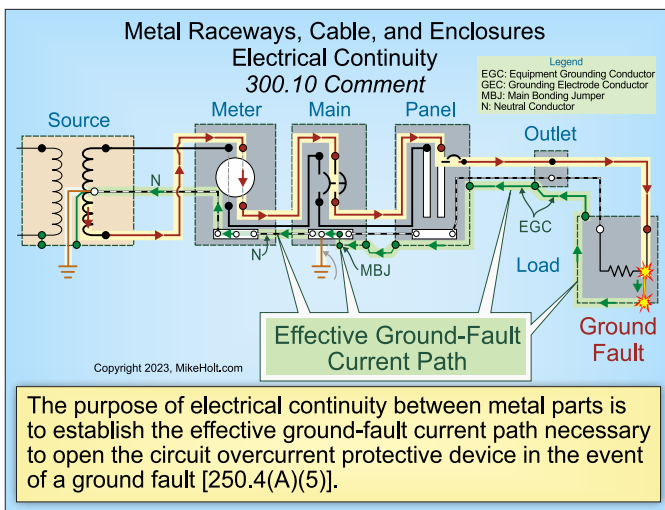 Metal Raceways, Cable, and Enclosures
Electrical Continuity
300.10 Comment
Legend
EGC: Equipment Grounding Conductor
GEC: Grounding Electrode Conductor
MBJ: Main Bonding Jumper
N: Neutral Conductor
Source
Meter
Main
Panel
Outlet
N
EGC
N
MBJ
Load
Effective Ground-Fault
Current Path
Ground
Fault
Copyright 2023, MikeHolt.com
The purpose of electrical continuity between metal parts is
to establish the effective ground-fault current path necessary
to open the circuit overcurrent protective device in the event
of a ground fault [250.4(A)(5)].